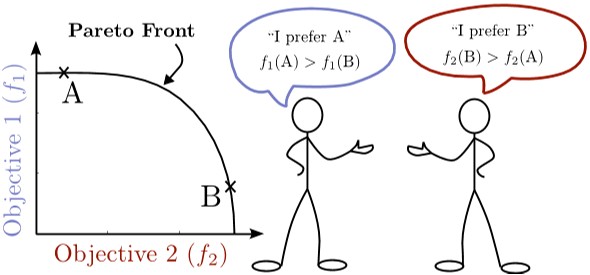 Pareto Front
A
B
Objective 1 (f₁)
Objective 2 (f₂)
“I prefer A”
f₁(A) > f₁(B)
“I prefer B”
f₂(B) > f₂(A)